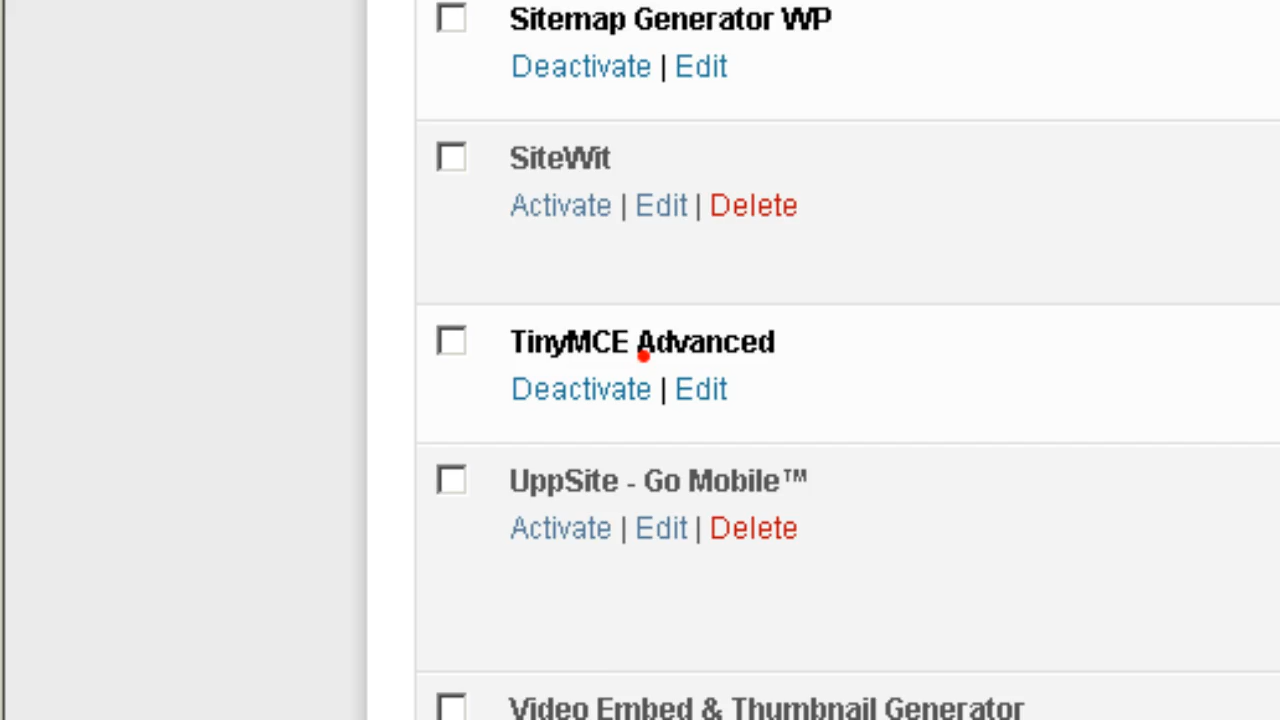 Sitemap Generator WP
Deactivate | Edit
SiteWit
Activate | Edit | Delete
TinyMCE Advanced
Deactivate | Edit
UppSite - Go Mobile™
Activate | Edit | Delete
Video Embed & Thumbnail Generator